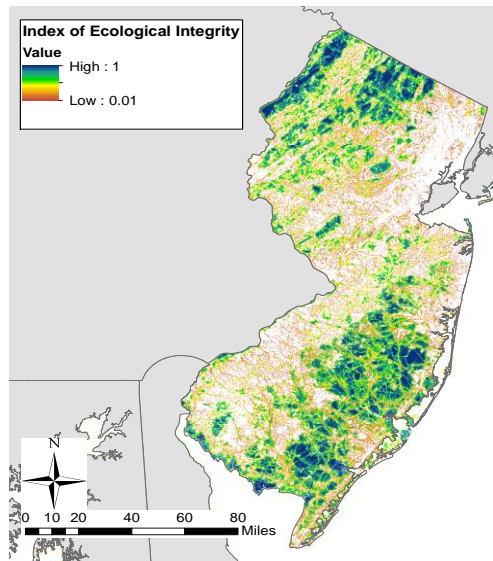 Index of Ecological Integrity
Value
High : 1
Low : 0.01
N
0 10 20 40 60 80
Miles